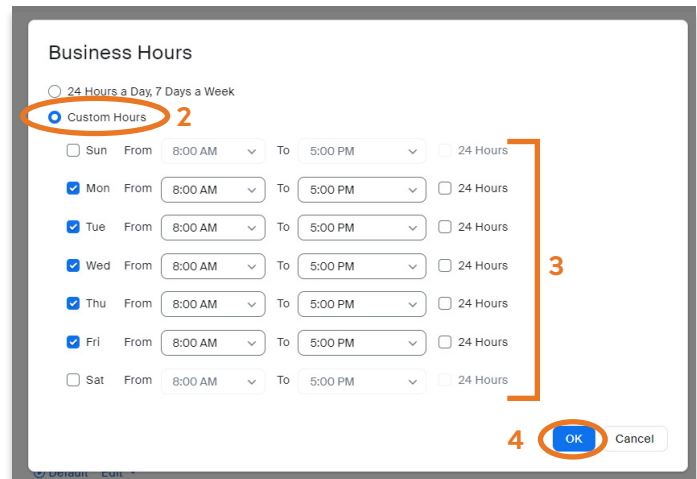 Business Hours
24 Hours a Day, 7 Days a Week
Custom Hours 2
Sun From 8:00 AM To 5:00 PM 24 Hours
Mon From 8:00 AM To 5:00 PM 24 Hours
Tue From 8:00 AM To 5:00 PM 24 Hours
Wed From 8:00 AM To 5:00 PM 24 Hours
3
Thu From 8:00 AM To 5:00 PM 24 Hours
Fri From 8:00 AM To 5:00 PM 24 Hours
Sat From 8:00 AM To 5:00 PM 24 Hours
4 OK Cancel
Default Edit